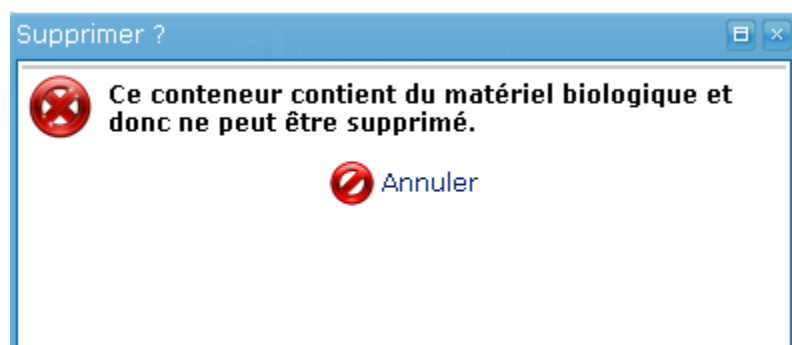 Supprimer ?
Ce conteneur contient du matériel biologique et
donc ne peut être supprimé.
Annuler